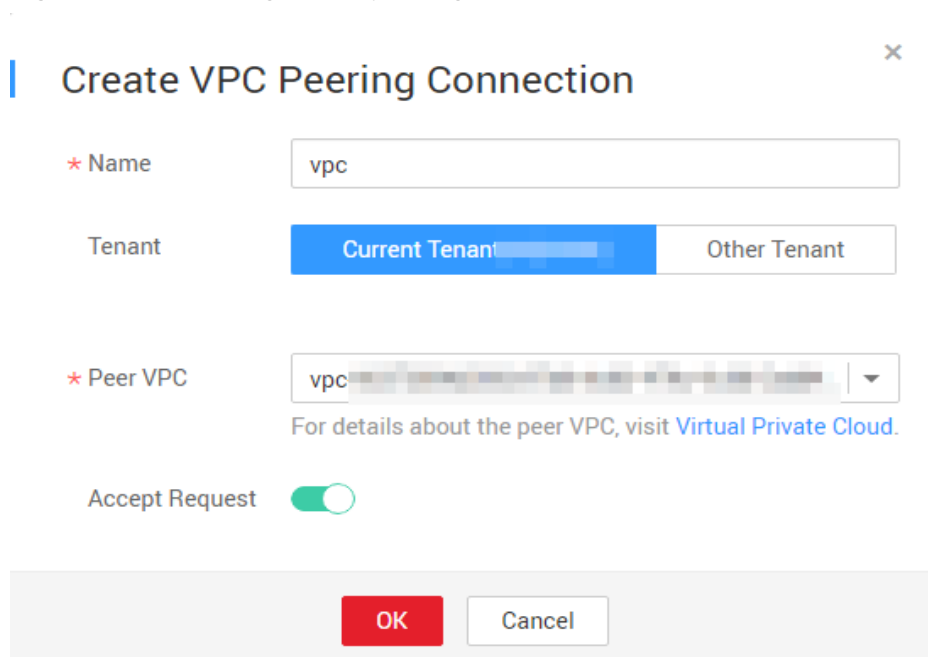 Create VPC Peering Connection
×
* Name
vpc
Tenant
Current Tenant
Other Tenant
* Peer VPC
vpc
For details about the peer VPC, visit Virtual Private Cloud.
Accept Request
OK
Cancel